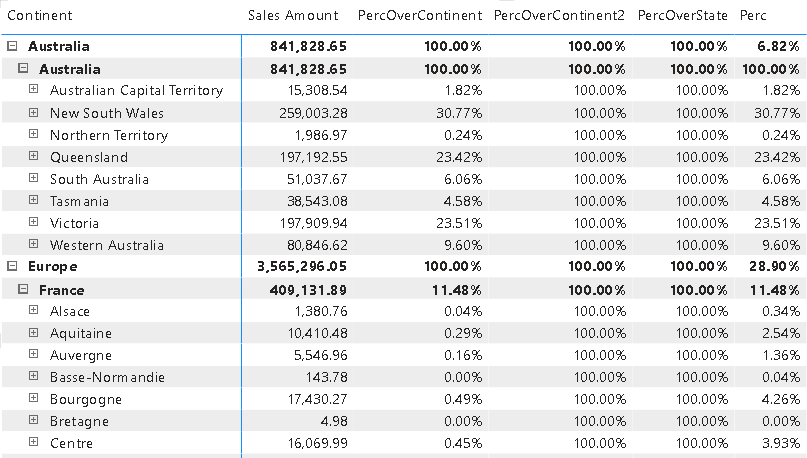 Continent Sales Amount PercOverContinent PercOverContinent2 PercOverState Perc
Australia 841,828.65 100.00% 100.00% 100.00% 6.82%
Australia 841,828.65 100.00% 100.00% 100.00% 100.00%
Australian Capital Territory 15,308.54 1.82% 100.00% 100.00% 1.82%
New South Wales 259,003.28 30.77% 100.00% 100.00% 30.77%
Northern Territory 1,986.97 0.24% 100.00% 100.00% 0.24%
Queensland 197,192.55 23.42% 100.00% 100.00% 23.42%
South Australia 51,037.67 6.06% 100.00% 100.00% 6.06%
Tasmania 38,543.08 4.58% 100.00% 100.00% 4.58%
Victoria 197,909.94 23.51% 100.00% 100.00% 23.51%
Western Australia 80,846.62 9.60% 100.00% 100.00% 9.60%
Europe 3,565,296.05 100.00% 100.00% 100.00% 28.90%
France 409,131.89 11.48% 100.00% 100.00% 11.48%
Alsace 1,380.76 0.04% 100.00% 100.00% 0.34%
Aquitaine 10,410.48 0.29% 100.00% 100.00% 2.54%
Auvergne 5,546.96 0.16% 100.00% 100.00% 1.36%
Basse-Normandie 143.78 0.00% 100.00% 100.00% 0.04%
Bourgogne 17,430.27 0.49% 100.00% 100.00% 4.26%
Bretagne 4.98 0.00% 100.00% 100.00% 0.00%
Centre 16,069.99 0.45% 100.00% 100.00% 3.93%